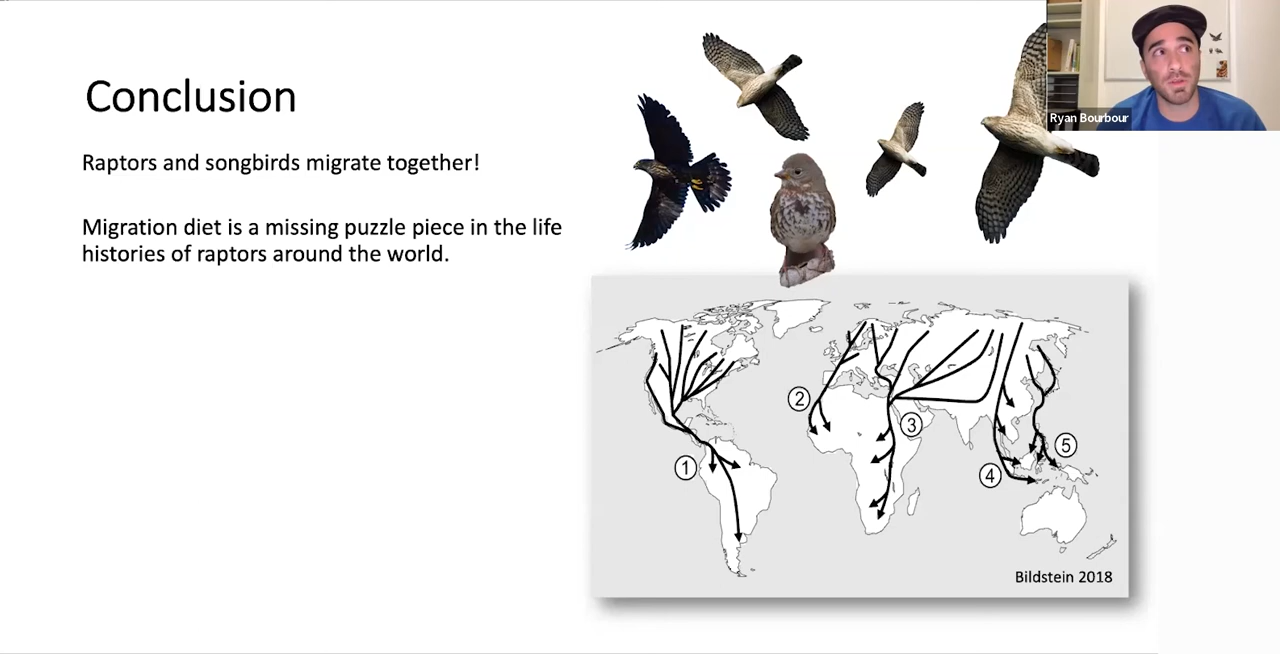 Conclusion
Raptors and songbirds migrate together!
Migration diet is a missing puzzle piece in the life
histories of raptors around the world.
Ryan Bourbour
2
3
5
1
4
Bildstein 2018